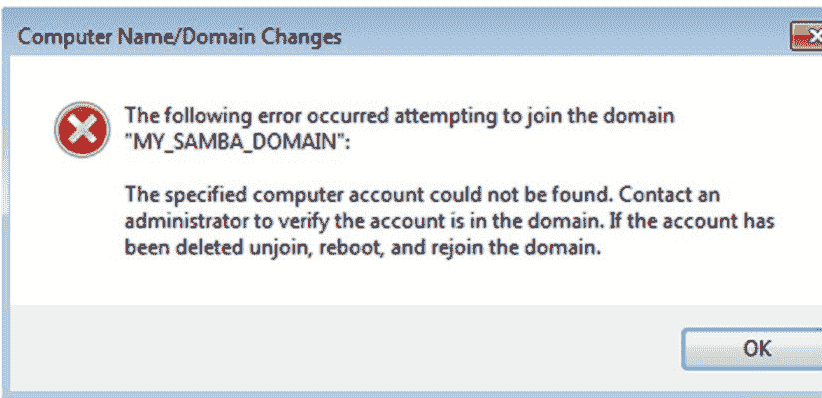 Computer Name/Domain Changes
The following error occurred attempting to join the domain
"MY_SAMBA_DOMAIN":
The specified computer account could not be found. Contact an
administrator to verify the account is in the domain. If the account has
been deleted unjoin, reboot, and rejoin the domain.
OK